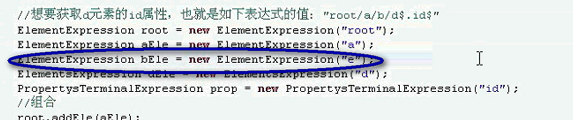 //想要获取d元素的id属性，也就是如下表达式的值："root/a/b/d$.id$"
ElementExpression root = new ElementExpression("root");
ElementExpression aEle = new ElementExpression("a");
ElementExpression bEle = new ElementExpression("e");
ElementsExpression dEle = new ElementsExpression("d");
PropertysTerminalExpression prop = new PropertysTerminalExpression("id");
//组合
root.addEle(aEle);